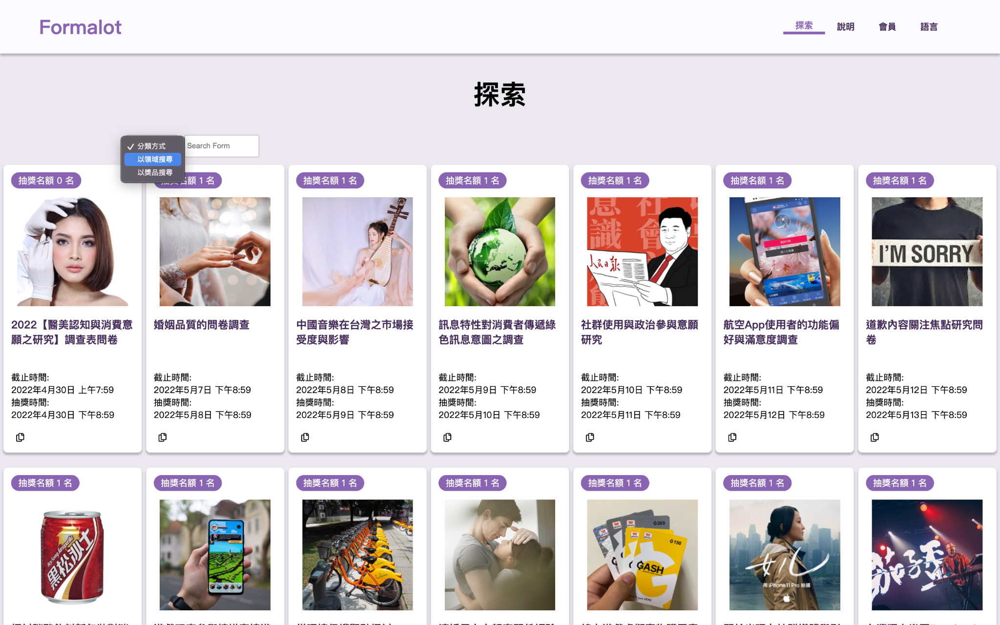 Formalot
探索
說明
會員
語言
探索
分類方式
以領域搜尋
以獎品搜尋
Search Form
抽獎名額 0 名
抽獎名額 1 名
抽獎名額 1 名
抽獎名額 1 名
抽獎名額 1 名
抽獎名額 1 名
抽獎名額 1 名
人民日報
I'M SORRY
2022【醫美認知與消費意
願之研究】調查表問卷
婚姻品質的問卷調查
中國音樂在台灣之市場接
受度與影響
訊息特性對消費者傳遞綠
色訊息意圖之調查
社群使用與政治參與意願
研究
航空App使用者的功能偏
好與滿意度調查
道歉內容關注焦點研究問
卷
截止時間:
2022年4月30日 上午7:59
抽獎時間:
2022年4月30日 下午8:59
截止時間:
2022年5月7日 下午8:59
抽獎時間:
2022年5月8日 下午8:59
截止時間:
2022年5月8日 下午8:59
抽獎時間:
2022年5月9日 下午8:59
截止時間:
2022年5月9日 下午8:59
抽獎時間:
2022年5月10日 下午8:59
截止時間:
2022年5月10日 下午8:59
抽獎時間:
2022年5月11日 下午8:59
截止時間:
2022年5月11日 下午8:59
抽獎時間:
2022年5月12日 下午8:59
截止時間:
2022年5月12日 下午8:59
抽獎時間:
2022年5月13日 下午8:59
抽獎名額 1 名
抽獎名額 1 名
抽獎名額 1 名
抽獎名額 1 名
抽獎名額 1 名
抽獎名額 1 名
抽獎名額 1 名
HeySong Sarsaparilla
黑松沙士
G369
G150
GASH
女儿
用 iPhone 11 Pro 拍攝
茄子蛋